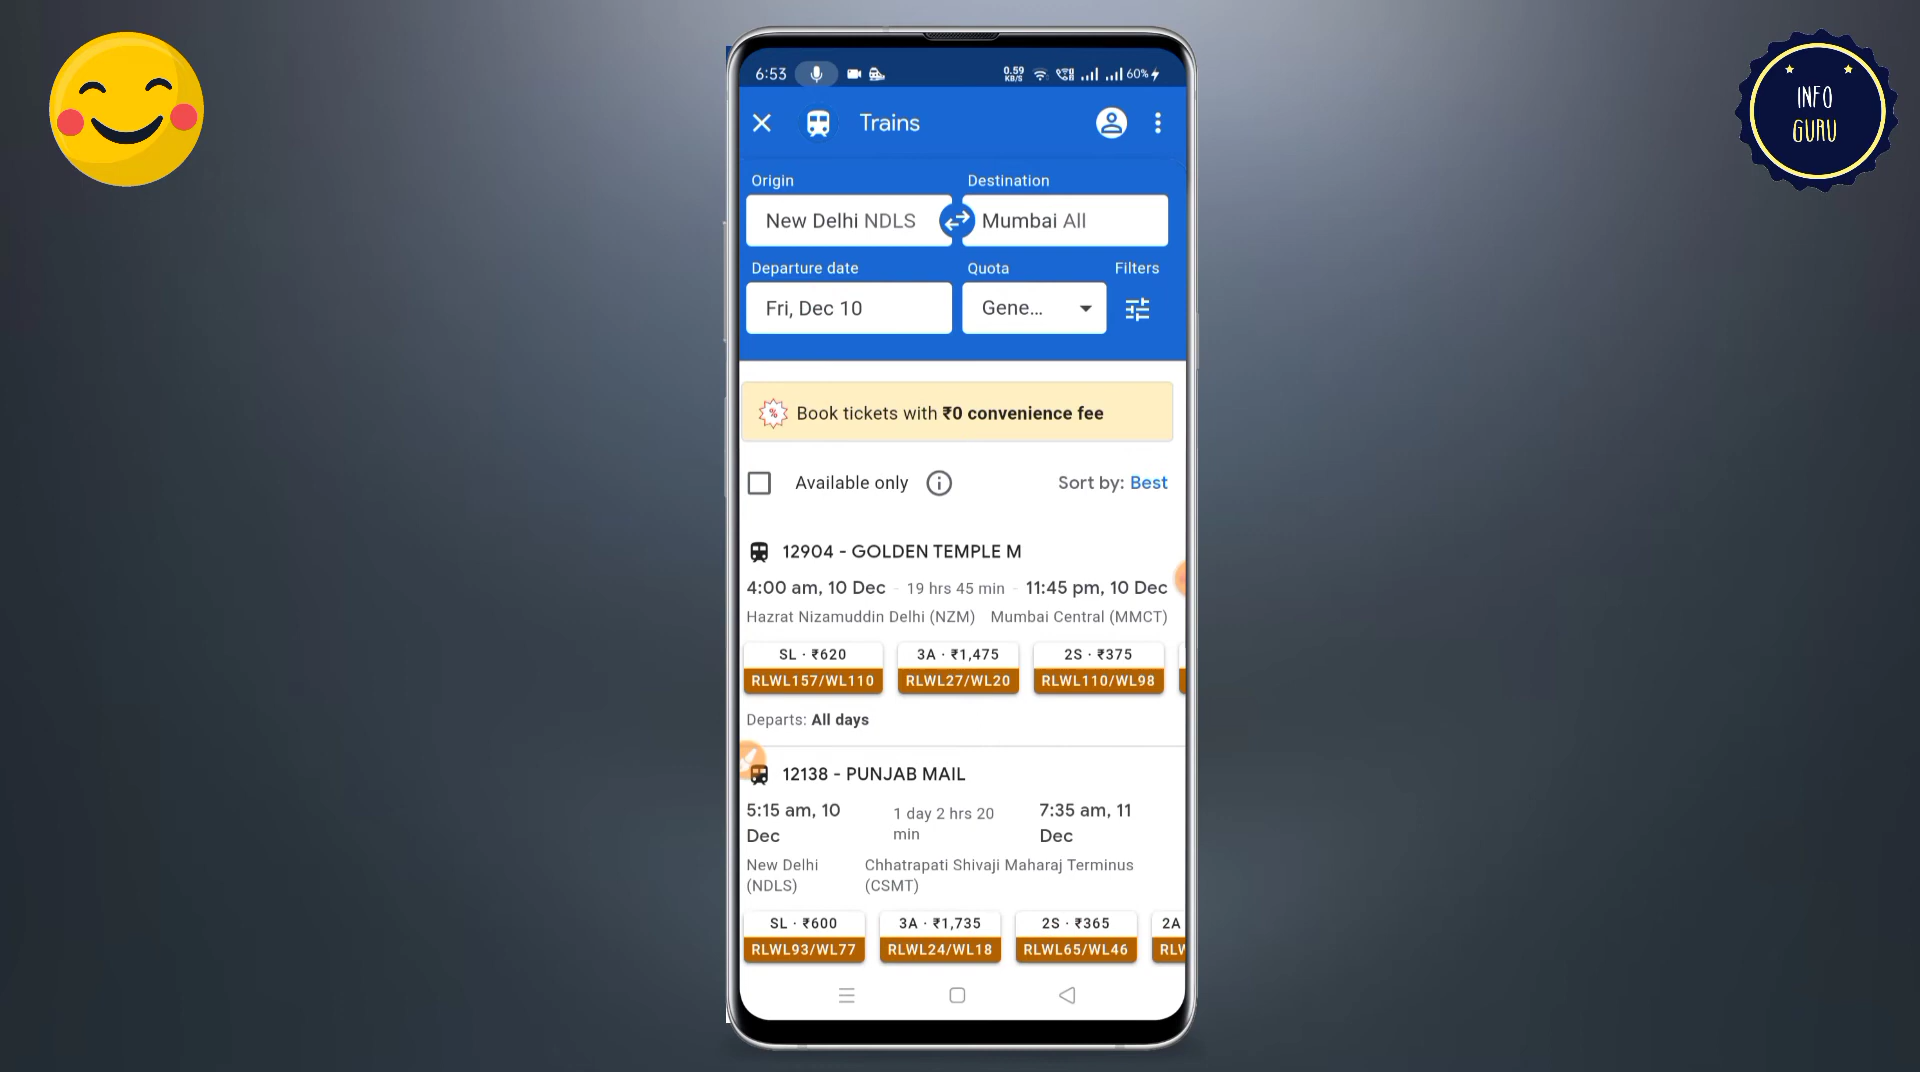 INFO
GURU
6:53
0.59
KB/S
60%
Trains
Origin
Destination
New Delhi NDLS
Mumbai All
Departure date
Quota
Filters
Fri, Dec 10
Gene...
%
Book tickets with ₹0 convenience fee
Available only
Sort by: Best
12904 - GOLDEN TEMPLE M
4:00 am, 10 Dec - 19 hrs 45 min - 11:45 pm, 10 Dec
Hazrat Nizamuddin Delhi (NZM)
Mumbai Central (MMCT)
SL · ₹620
3A · ₹1,475
2S · ₹375
RLWL157/WL110
RLWL27/WL20
RLWL110/WL98
Departs: All days
12138 - PUNJAB MAIL
5:15 am, 10
Dec
1 day 2 hrs 20
min
7:35 am, 11
Dec
New Delhi
(NDLS)
Chhatrapati Shivaji Maharaj Terminus
(CSMT)
SL · ₹600
3A · ₹1,735
2S · ₹365
2A
RLWL93/WL77
RLWL24/WL18
RLWL65/WL46